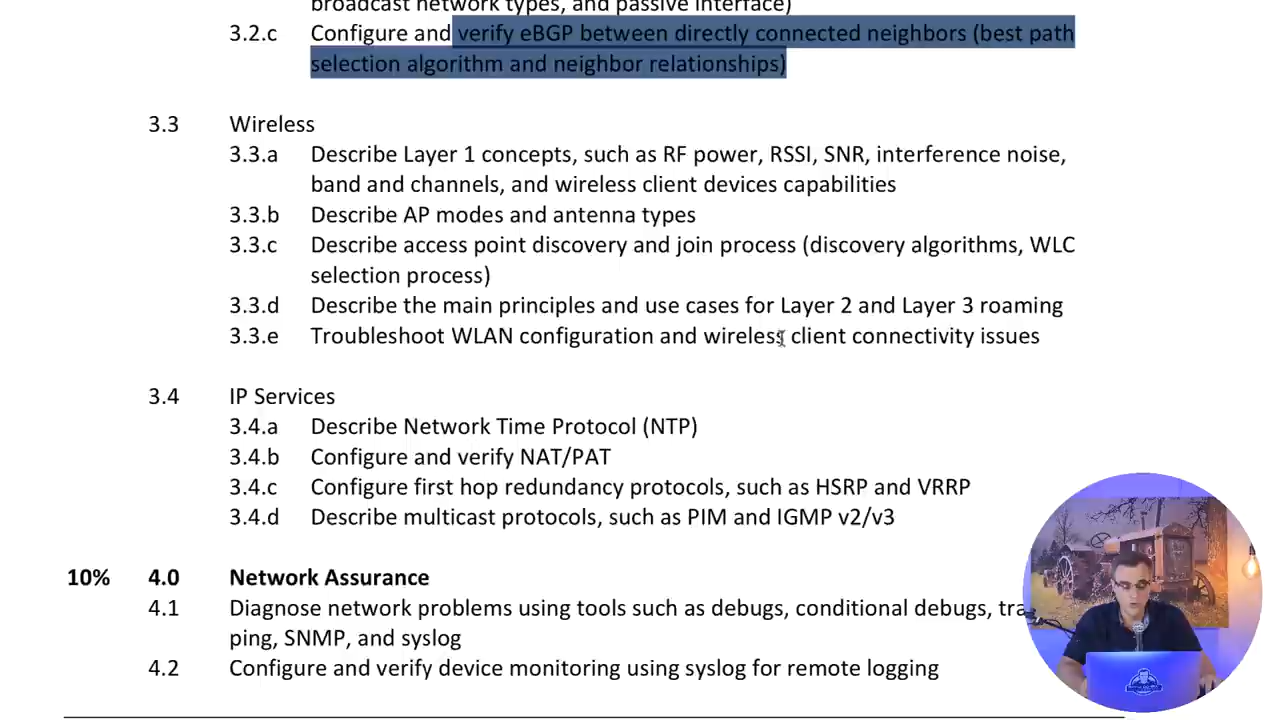 broadcast network types, and passive interface)
3.2.c Configure and verify eBGP between directly connected neighbors (best path
selection algorithm and neighbor relationships)
3.3 Wireless
3.3.a Describe Layer 1 concepts, such as RF power, RSSI, SNR, interference noise,
band and channels, and wireless client devices capabilities
3.3.b Describe AP modes and antenna types
3.3.c Describe access point discovery and join process (discovery algorithms, WLC
selection process)
3.3.d Describe the main principles and use cases for Layer 2 and Layer 3 roaming
3.3.e Troubleshoot WLAN configuration and wireless client connectivity issues
3.4 IP Services
3.4.a Describe Network Time Protocol (NTP)
3.4.b Configure and verify NAT/PAT
3.4.c Configure first hop redundancy protocols, such as HSRP and VRRP
3.4.d Describe multicast protocols, such as PIM and IGMP v2/v3
10% 4.0 Network Assurance
4.1 Diagnose network problems using tools such as debugs, conditional debugs,
ping, SNMP, and syslog
4.2 Configure and verify device monitoring using syslog for remote logging